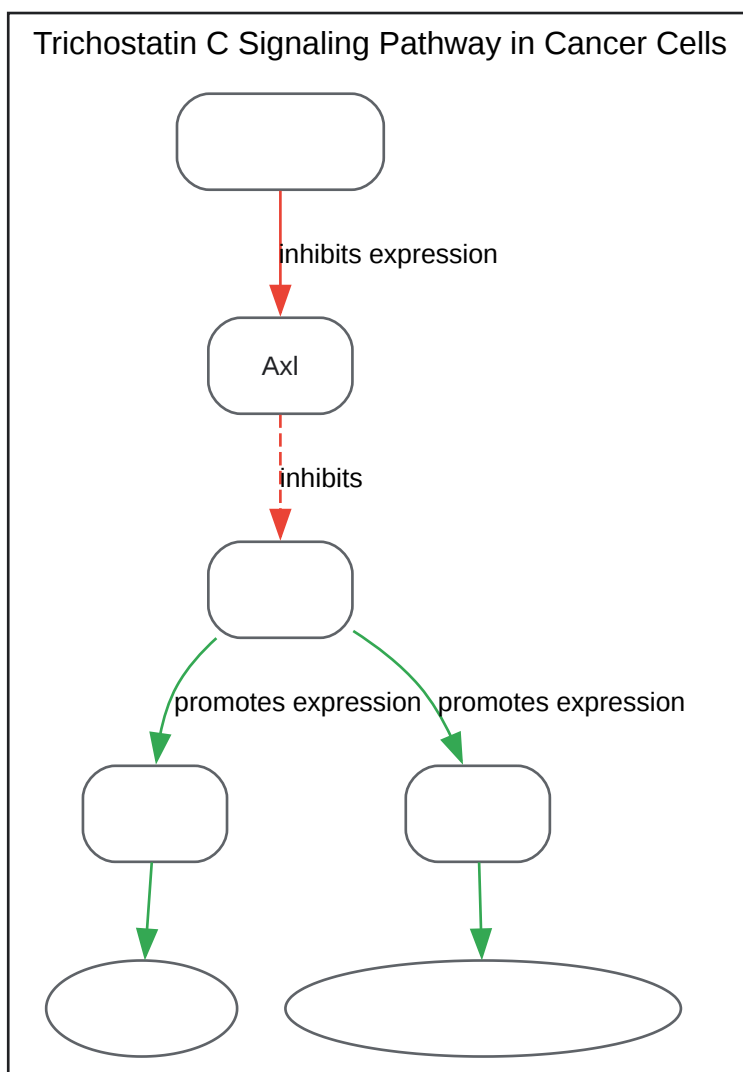 Trichostatin C Signaling Pathway in Cancer Cells
inhibits expression
Axl
inhibits
promotes expression
promotes expression